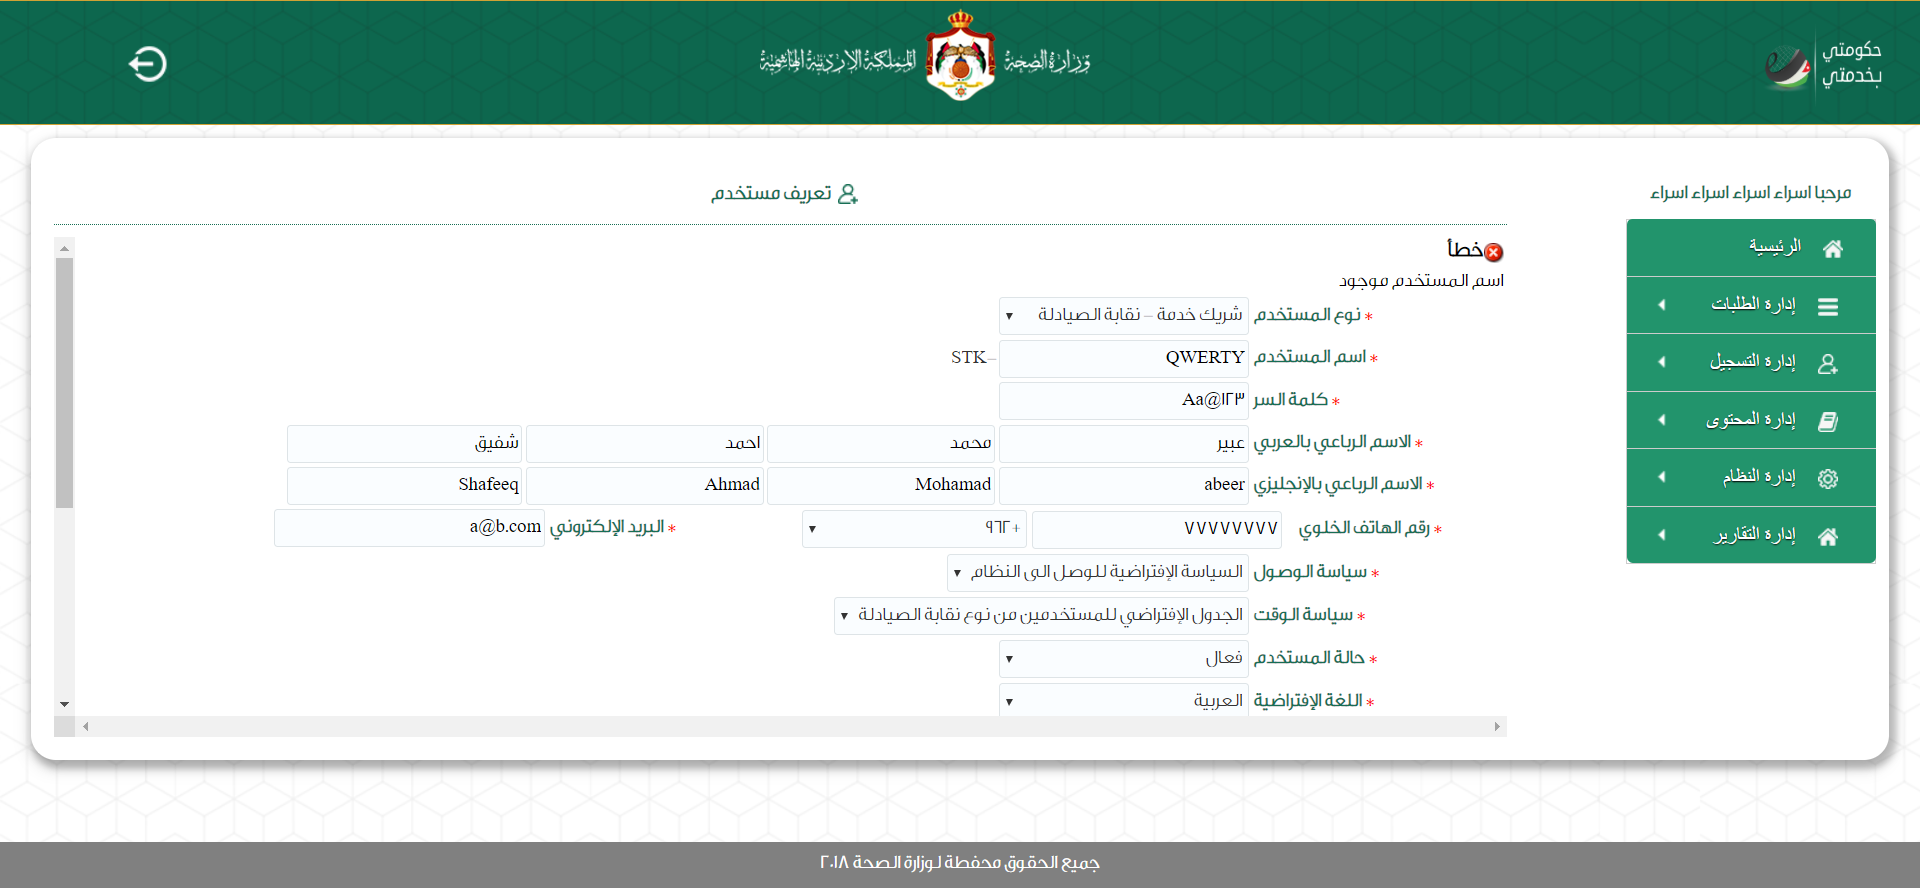 حكومتي
بخدمتي
وزارة الصحة
المملكة الاردنية الهاشمية
مرحبا اسراء اسراء اسراء اسراء
الرئيسية
إدارة الطلبات
إدارة التسجيل
إدارة المحتوى
إدارة النظام
إدارة التقارير
تعريف مستخدم
خطأ
اسم المستخدم موجود
* نوع المستخدم شريك خدمة - نقابة الصيادلة
* اسم المستخدم QWERTY STK-
* كلمة السر Aa@١٢٣
* الاسم الرباعي بالعربي عبير محمد احمد شفيق
* الاسم الرباعي بالإنجليزي abeer Mohamad Ahmad Shafeeq
* رقم الهاتف الخلوي ٧٧٧٧٧٧٧٧ +٩٦٢ * البريد الإلكتروني a@b.com
* سياسة الوصول السياسة الإفتراضية للوصل الى النظام
* سياسة الوقت الجدول الإفتراضي للمستخدمين من نوع نقابة الصيادلة
* حالة المستخدم فعال
* اللغة الإفتراضية العربية
جميع الحقوق محفظة لوزارة الصحة ٢٠١٨